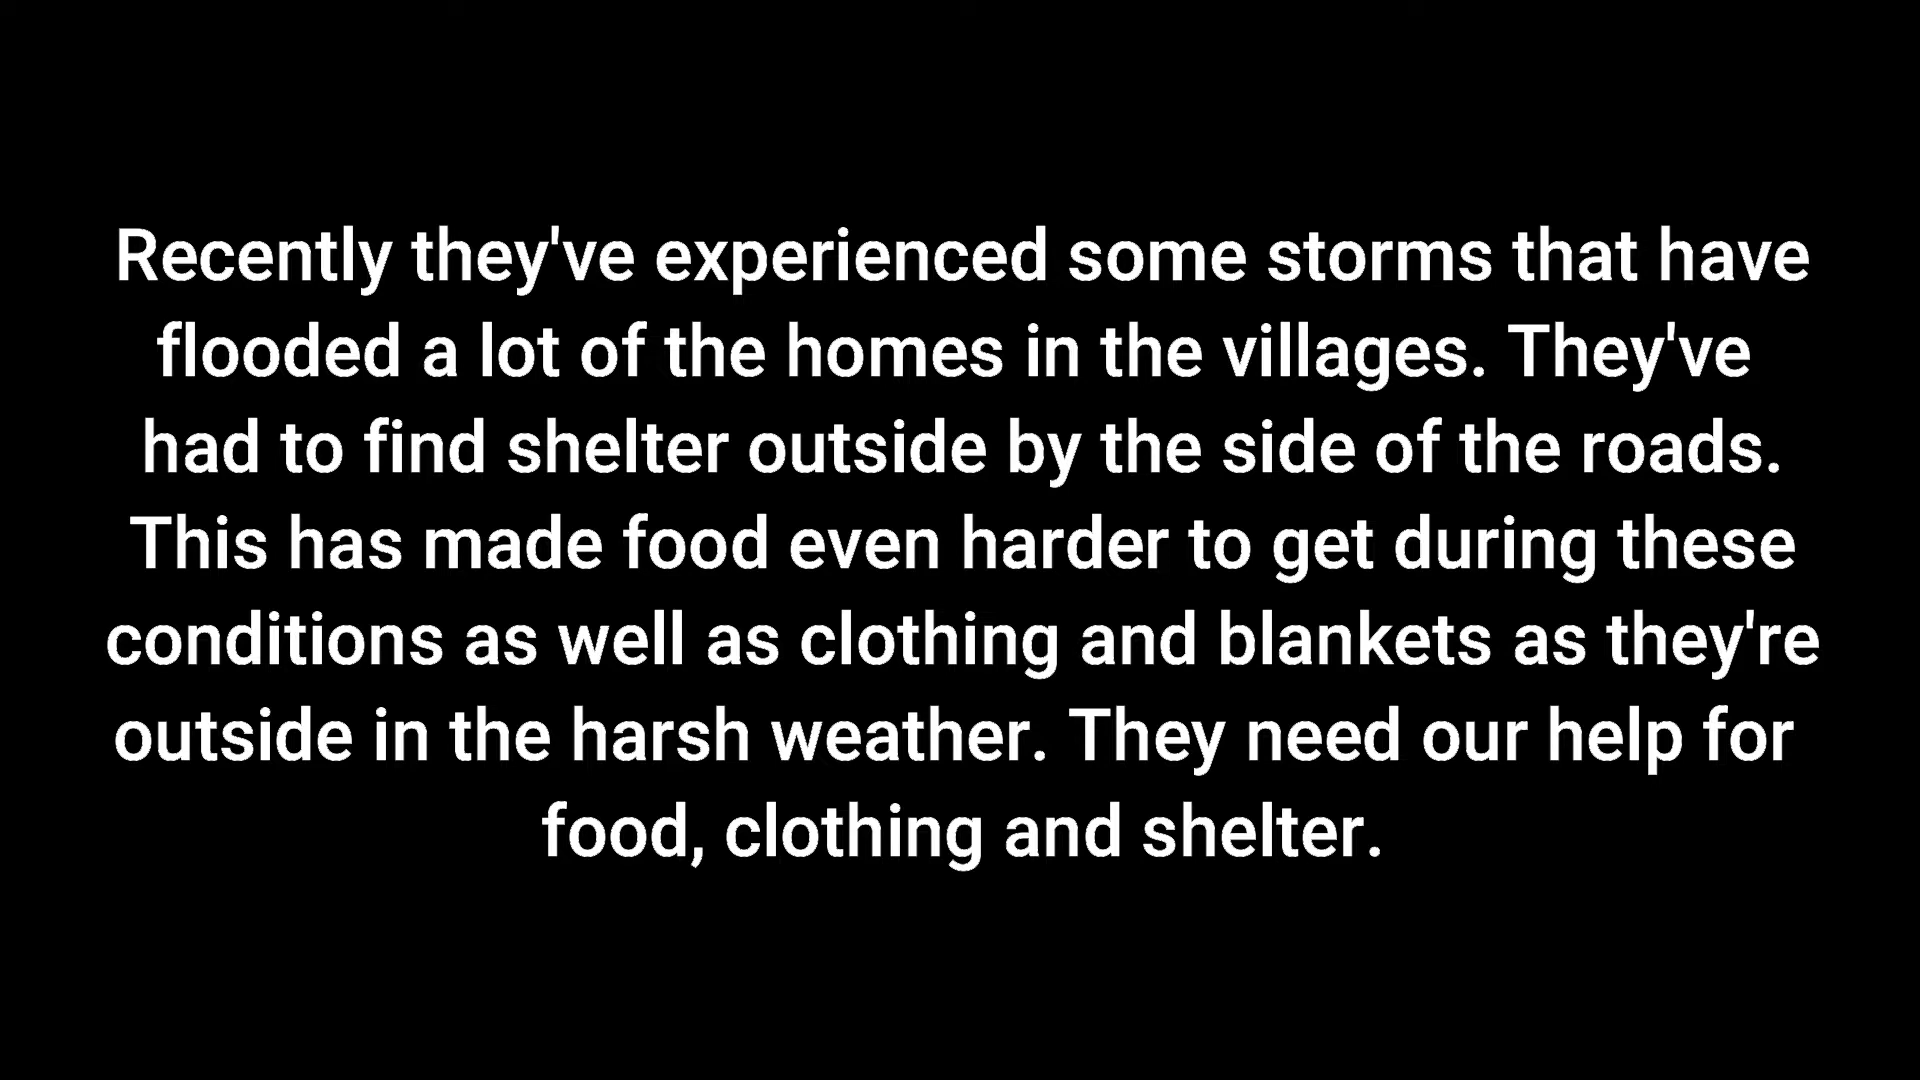 Recently they've experienced some storms that have
flooded a lot of the homes in the villages. They've
had to find shelter outside by the side of the roads.
This has made food even harder to get during these
conditions as well as clothing and blankets as they're
outside in the harsh weather. They need our help for
food, clothing and shelter.